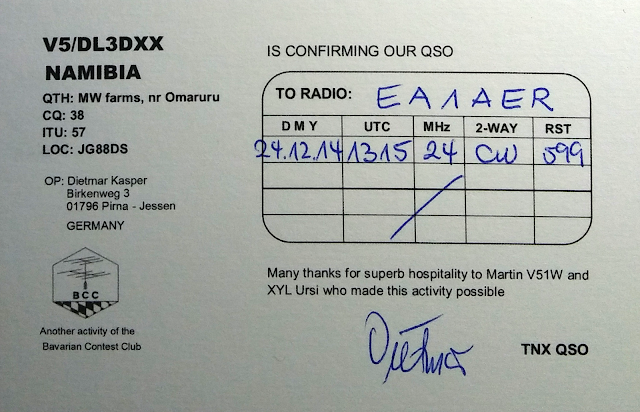 V5/DL3DXX
NAMIBIA
QTH: MW farms, nr Omaruru
CQ: 38
ITU: 57
LOC: JG88DS
OP: Dietmar Kasper
Birkenweg 3
01796 Pirna - Jessen
GERMANY
BCC
Another activity of the
Bavarian Contest Club
IS CONFIRMING OUR QSO
TO RADIO: EA1AER
D M Y UTC MHz 2-WAY RST
24.12.14 1315 24 CW 599
Many thanks for superb hospitality to Martin V51W and
XYL Ursi who made this activity possible
Dietmar
TNX QSO